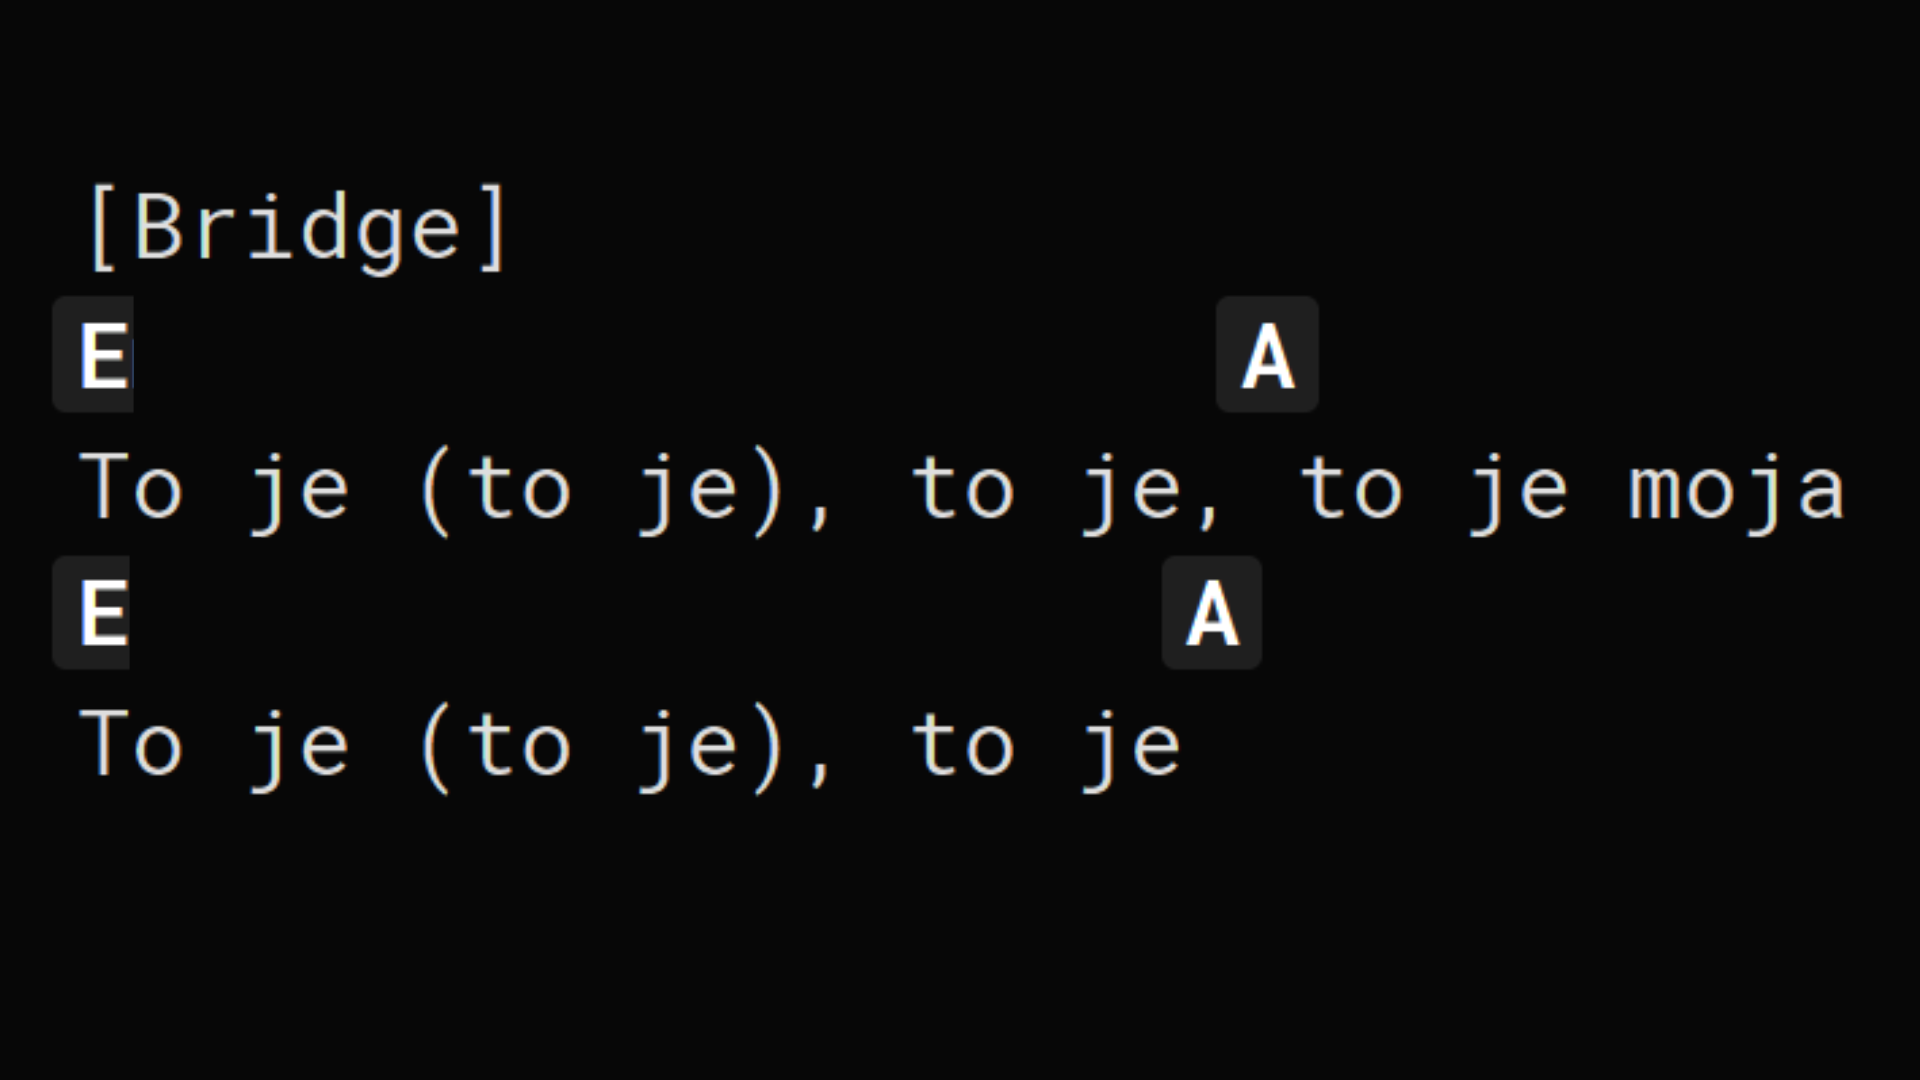 [Bridge]
E A
To je (to je), to je, to je moja
E A
To je (to je), to je